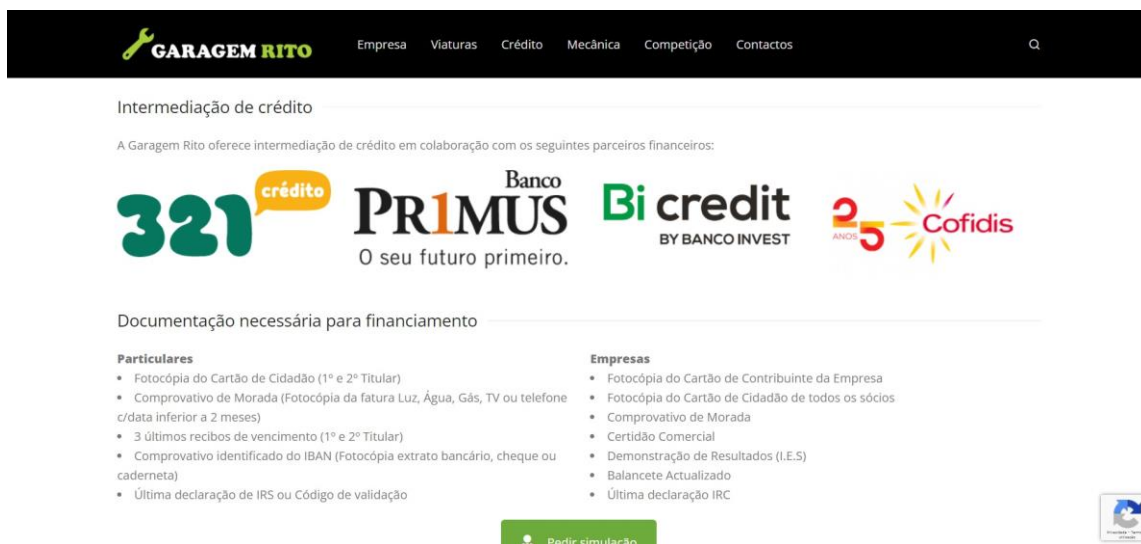 GARAGEM RITO
Empresa Viaturas Crédito Mecânica Competição Contactos
Intermediação de crédito
A Garagem Rito oferece intermediação de crédito em colaboração com os seguintes parceiros financeiros:
321 crédito
Banco
PR1MUS
O seu futuro primeiro.
Bi credit
BY BANCO INVEST
25
ANOS
Cofidis
Documentação necessária para financiamento
Particulares
• Fotocópia do Cartão de Cidadão (1º e 2º Titular)
• Comprovativo de Morada (Fotocópia da fatura Luz, Água, Gás, TV ou telefone
c/data inferior a 2 meses)
• 3 últimos recibos de vencimento (1º e 2º Titular)
• Comprovativo identificado do IBAN (Fotocópia extrato bancário, cheque ou
caderneta)
• Última declaração de IRS ou Código de validação
Empresas
• Fotocópia do Cartão de Contribuinte da Empresa
• Fotocópia do Cartão de Cidadão de todos os sócios
• Comprovativo de Morada
• Certidão Comercial
• Demonstração de Resultados (I.E.S)
• Balancete Actualizado
• Última declaração IRC
Pedir simulação